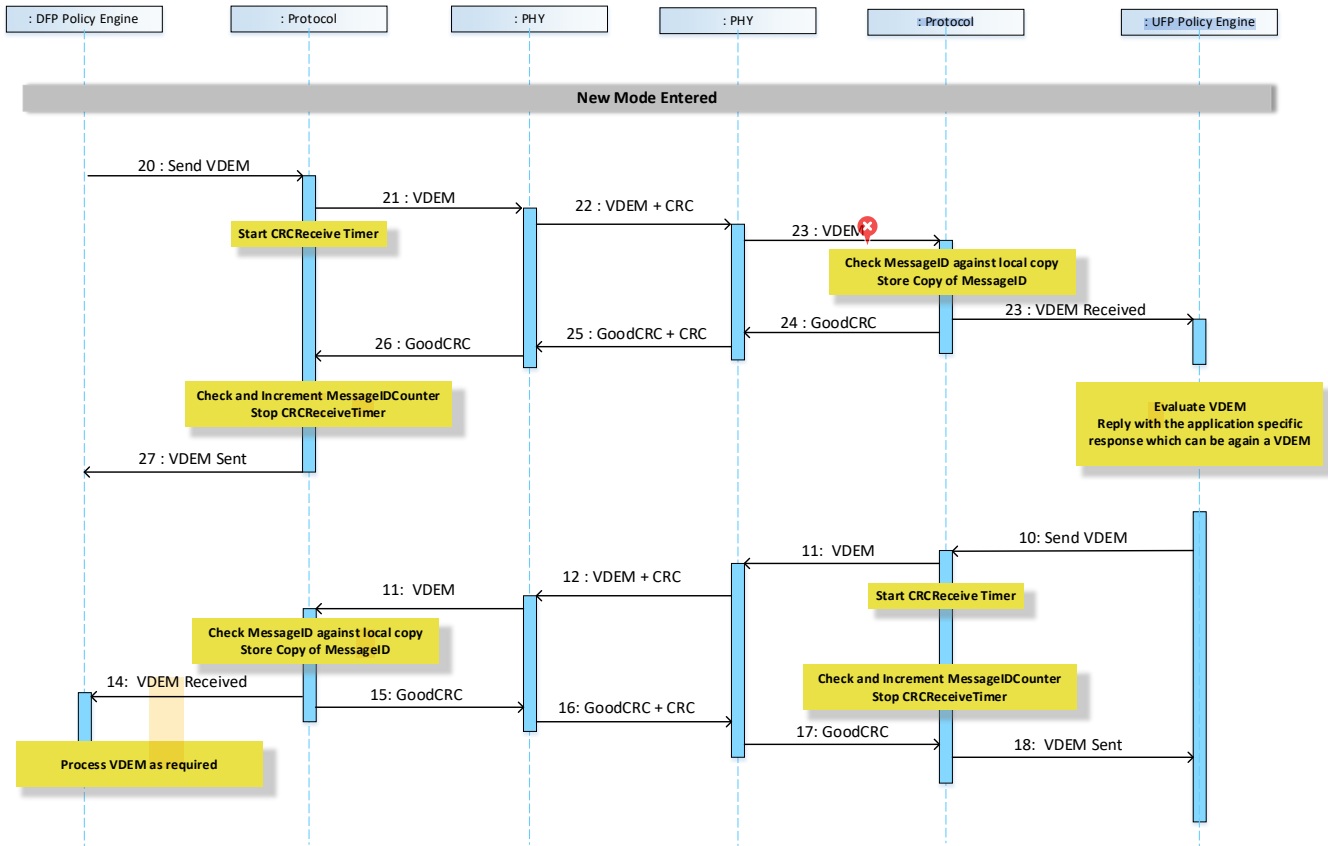 : DFP Policy Engine
: Protocol
: PHY
: PHY
: Protocol
: UFP Policy Engine
New Mode Entered
20 : Send VDEM
21 : VDEM
22 : VDEM + CRC
Start CRCReceive Timer
23 : VDEM
Check MessageID against local copy
Store Copy of MessageID
23 : VDEM Received
24 : GoodCRC
25 : GoodCRC + CRC
26 : GoodCRC
Check and Increment MessageIDCounter
Stop CRCReceiveTimer
Evaluate VDEM
Reply with the application specific
response which can be again a VDEM
27 : VDEM Sent
10: Send VDEM
11: VDEM
12 : VDEM + CRC
11: VDEM
Start CRCReceive Timer
Check MessageID against local copy
Store Copy of MessageID
14: VDEM Received
15: GoodCRC
16: GoodCRC + CRC
Check and Increment MessageIDCounter
Stop CRCReceiveTimer
17: GoodCRC
18: VDEM Sent
Process VDEM as required